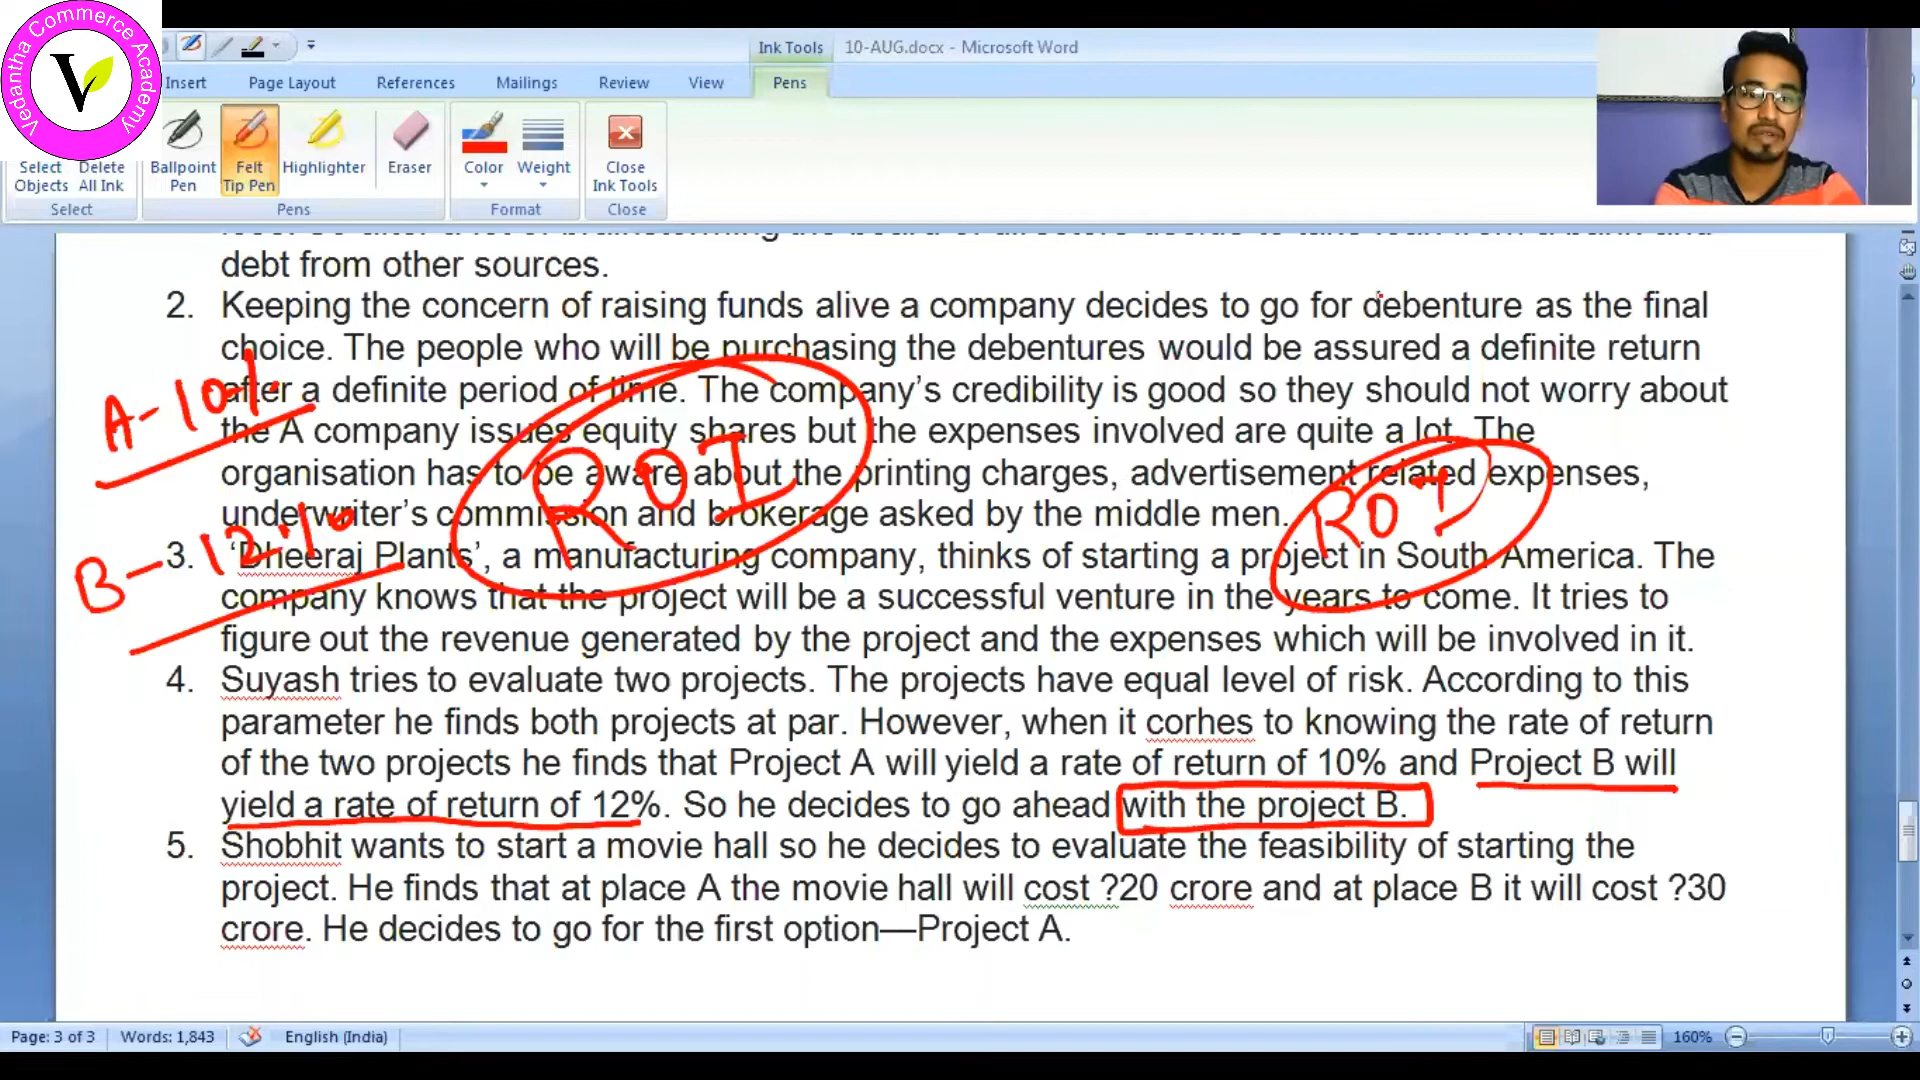 Vedantha Commerce Academy
V
Ink Tools
10-AUG.docx - Microsoft Word
Insert
Page Layout
References
Mailings
Review
View
Pens
Select Objects
Delete All Ink
Ballpoint Pen
Felt Tip Pen
Highlighter
Eraser
Color
Weight
Close Ink Tools
Select
Pens
Format
Close
debt from other sources.
2. Keeping the concern of raising funds alive a company decides to go for debenture as the final
choice. The people who will be purchasing the debentures would be assured a definite return
after a definite period of time. The company's credibility is good so they should not worry about
the A company issues equity shares but the expenses involved are quite a lot. The
organisation has to be aware about the printing charges, advertisement related expenses,
underwriter's commission and brokerage asked by the middle men.
3. 'Dheeraj Plants', a manufacturing company, thinks of starting a project in South America. The
company knows that the project will be a successful venture in the years to come. It tries to
figure out the revenue generated by the project and the expenses which will be involved in it.
4. Suyash tries to evaluate two projects. The projects have equal level of risk. According to this
parameter he finds both projects at par. However, when it corhes to knowing the rate of return
of the two projects he finds that Project A will yield a rate of return of 10% and Project B will
yield a rate of return of 12%. So he decides to go ahead with the project B.
5. Shobhit wants to start a movie hall so he decides to evaluate the feasibility of starting the
project. He finds that at place A the movie hall will cost ?20 crore and at place B it will cost ?30
crore. He decides to go for the first option—Project A.
A-10%
B-12%
ROI
ROI
Page: 3 of 3
Words: 1,843
English (India)
160%